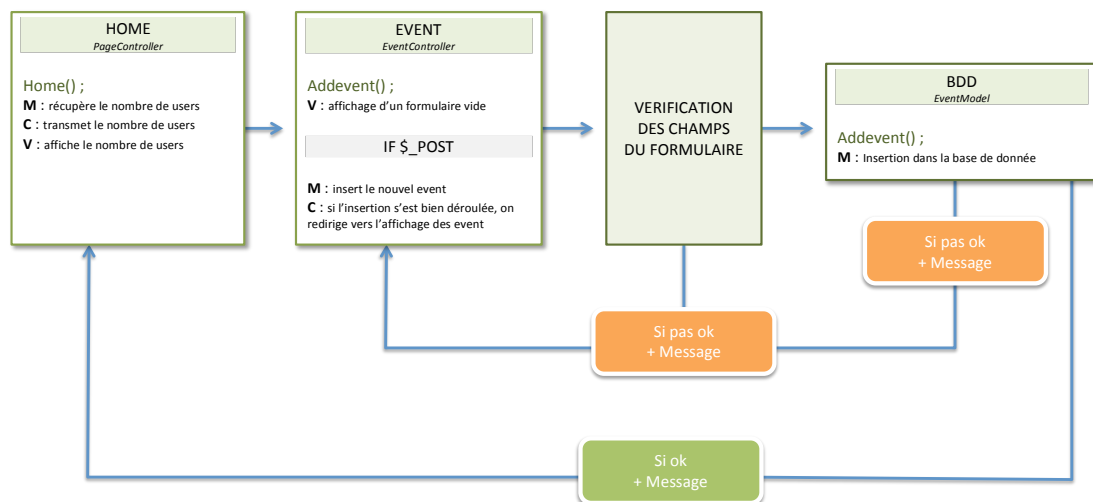 HOME
PageController
Home() ;
M : récupère le nombre de users
C : transmet le nombre de users
V : affiche le nombre de users
EVENT
EventController
Addevent() ;
V : affichage d'un formulaire vide
IF $_POST
M : insert le nouvel event
C : si l'insertion s'est bien déroulée, on
redirige vers l'affichage des event
VERIFICATION
DES CHAMPS
DU FORMULAIRE
BDD
EventModel
Addevent() ;
M : Insertion dans la base de donnée
Si pas ok
+ Message
Si pas ok
+ Message
Si ok
+ Message